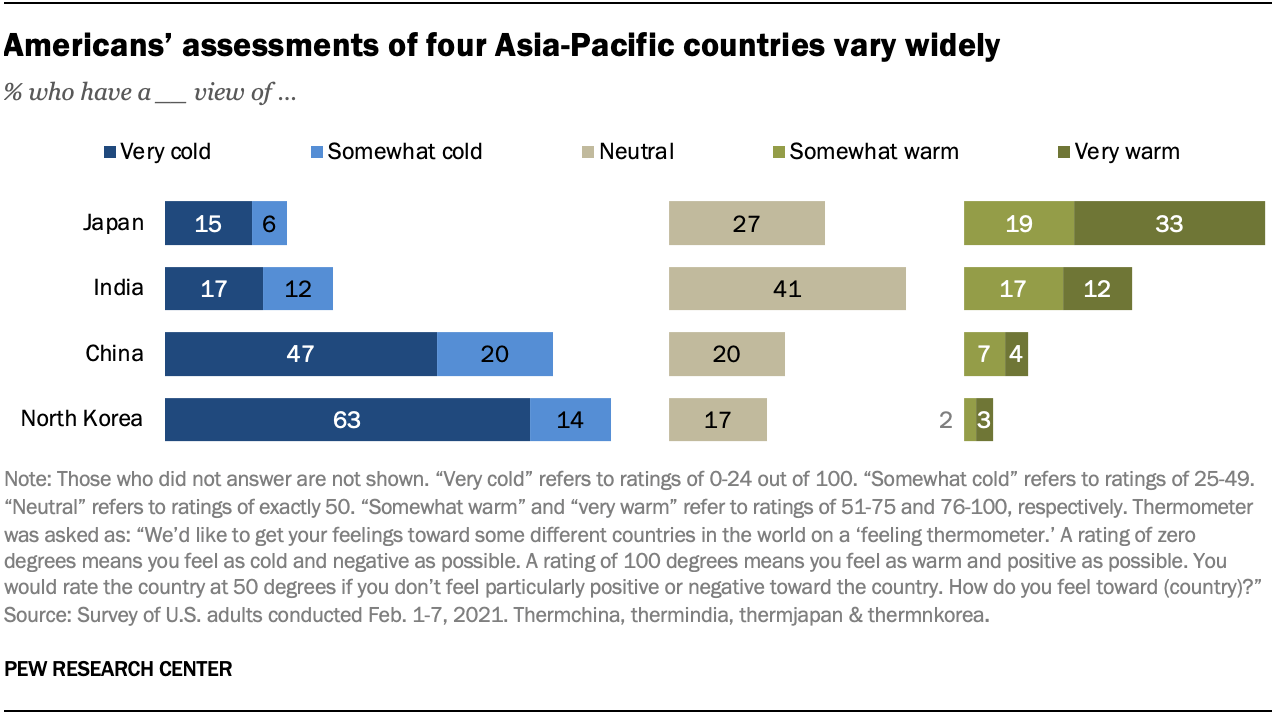 Americans’ assessments of four Asia-Pacific countries vary widely
% who have a __ view of ...
Very cold Somewhat cold Neutral Somewhat warm Very warm
Japan 15 6 27 19 33
India 17 12 41 17 12
China 47 20 20 7 4
North Korea 63 14 17 2 3
Note: Those who did not answer are not shown. “Very cold” refers to ratings of 0-24 out of 100. “Somewhat cold” refers to ratings of 25-49.
“Neutral” refers to ratings of exactly 50. “Somewhat warm” and “very warm” refer to ratings of 51-75 and 76-100, respectively. Thermometer
was asked as: “We’d like to get your feelings toward some different countries in the world on a ‘feeling thermometer.’ A rating of zero
degrees means you feel as cold and negative as possible. A rating of 100 degrees means you feel as warm and positive as possible. You
would rate the country at 50 degrees if you don’t feel particularly positive or negative toward the country. How do you feel toward (country)?”
Source: Survey of U.S. adults conducted Feb. 1-7, 2021. Thermchina, thermindia, thermjapan & thermnkorea.
PEW RESEARCH CENTER